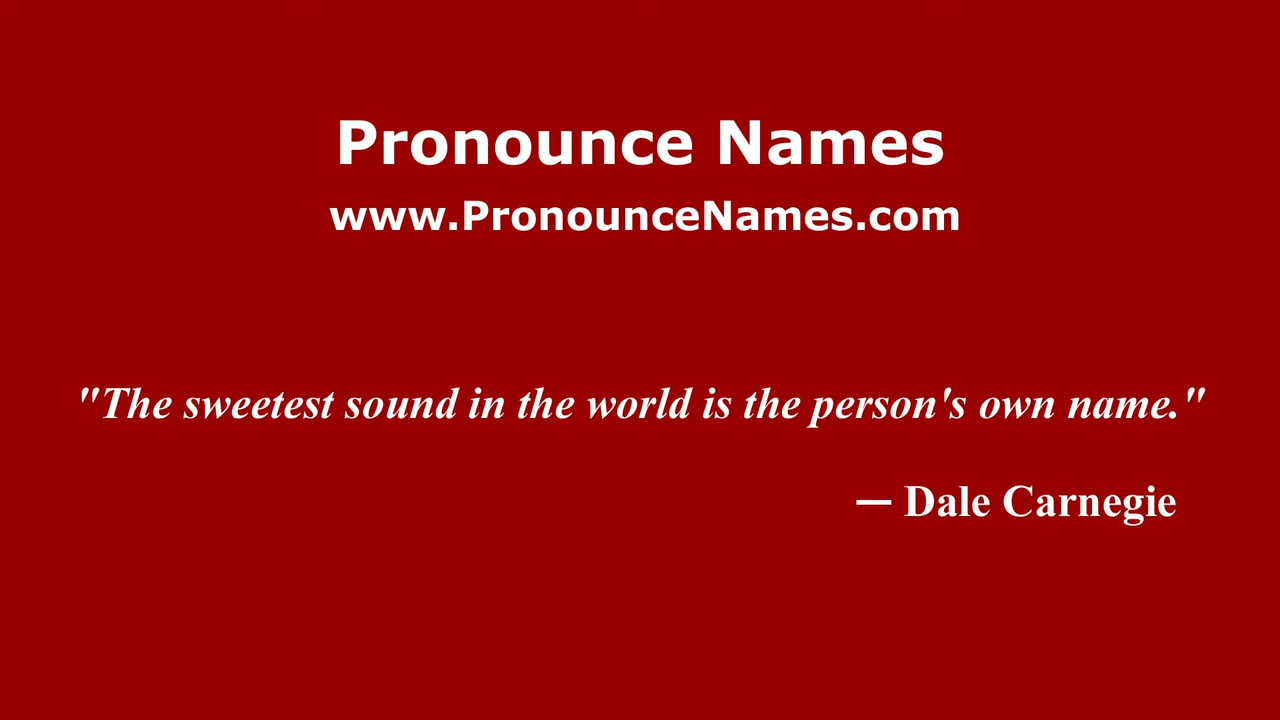 Pronounce Names
www.PronounceNames.com
"The sweetest sound in the world is the person's own name."
— Dale Carnegie